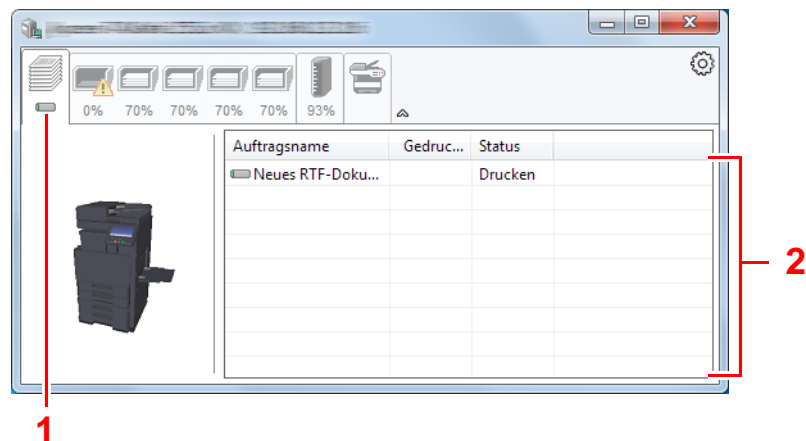 0% 70% 70% 70% 70% 93%
Auftragsname Gedruc... Status
Neues RTF-Doku... Drucken
2
1